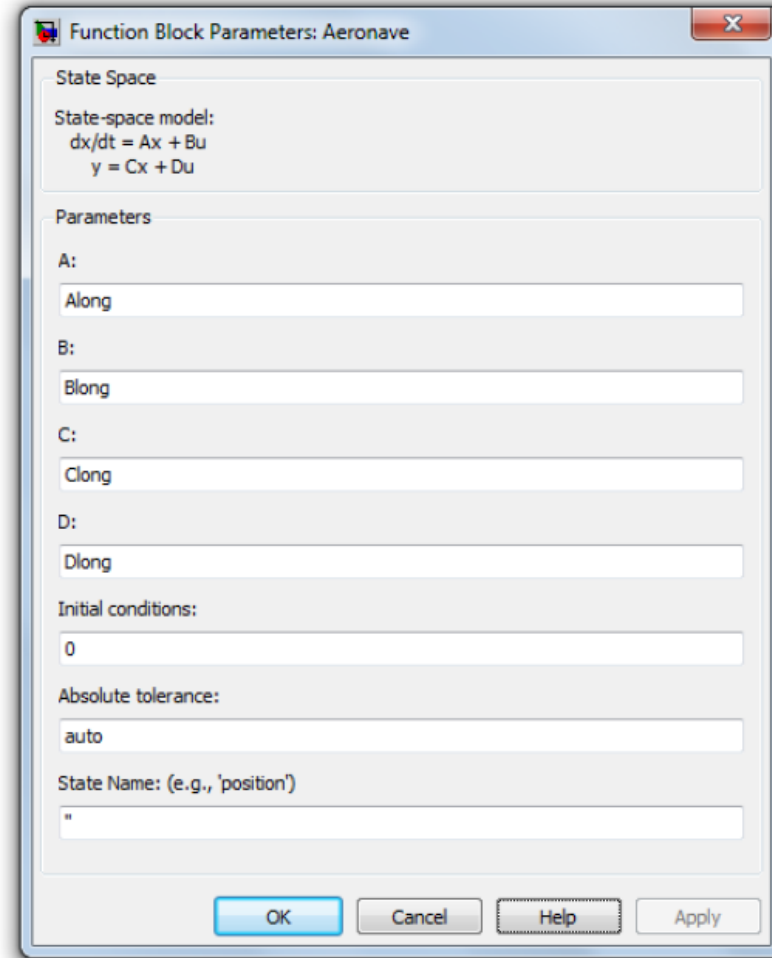 Function Block Parameters: Aeronave
State Space
State-space model:
dx/dt = Ax + Bu
y = Cx + Du
Parameters
A:
Along
B:
Blong
C:
Clong
D:
Dlong
Initial conditions:
0
Absolute tolerance:
auto
State Name: (e.g., 'position')
''
OK Cancel Help Apply